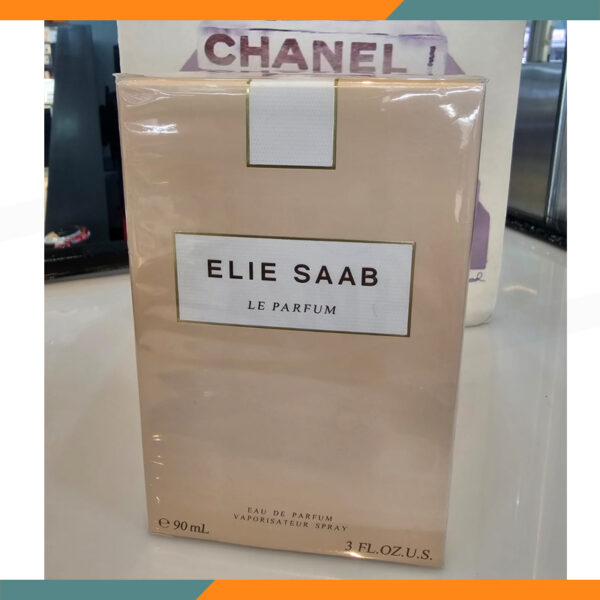 CHANEL
ELIE SAAB
LE PARFUM
EAU DE PARFUM
VAPORISATEUR SPRAY
℮ 90 mL
3 FL.OZ.U.S.